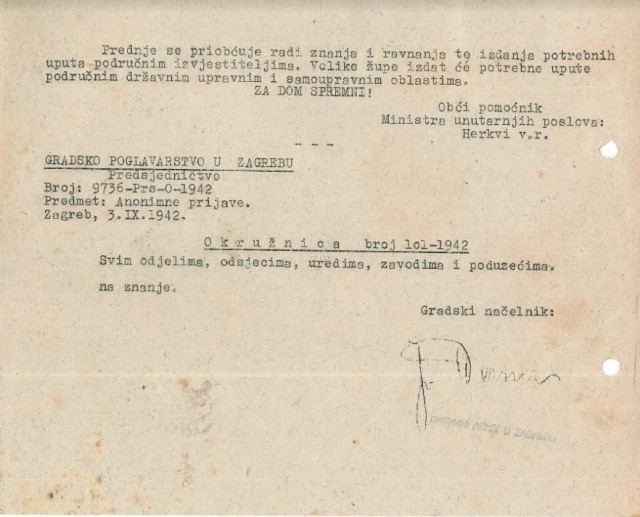 Prednje se priobćuje radi znanja i ravnanja te izdanja potrebnih
uputa područnim izvjestiteljima. Velike župe izdat će potrebne upute
područnim državnim upravnim i samoupravnim oblastima.
ZA DOM SPREMNI!
Obći pomoćnik
Ministra unutarnjih poslova:
Herkvi v.r.
- - -
GRADSKO POGLAVARSTVO U ZAGREBU
Predsjedničtvo
Broj: 9736-Prs-O-1942
Predmet: Anonimne prijave.
Zagreb, 3.IX.1942.
O k r u ž n i c a broj lol-1942
Svim odjelima, odsjecima, uredima, zavodima i poduzećima.
na znanje.
Gradski načelnik:
U ZAGREBU